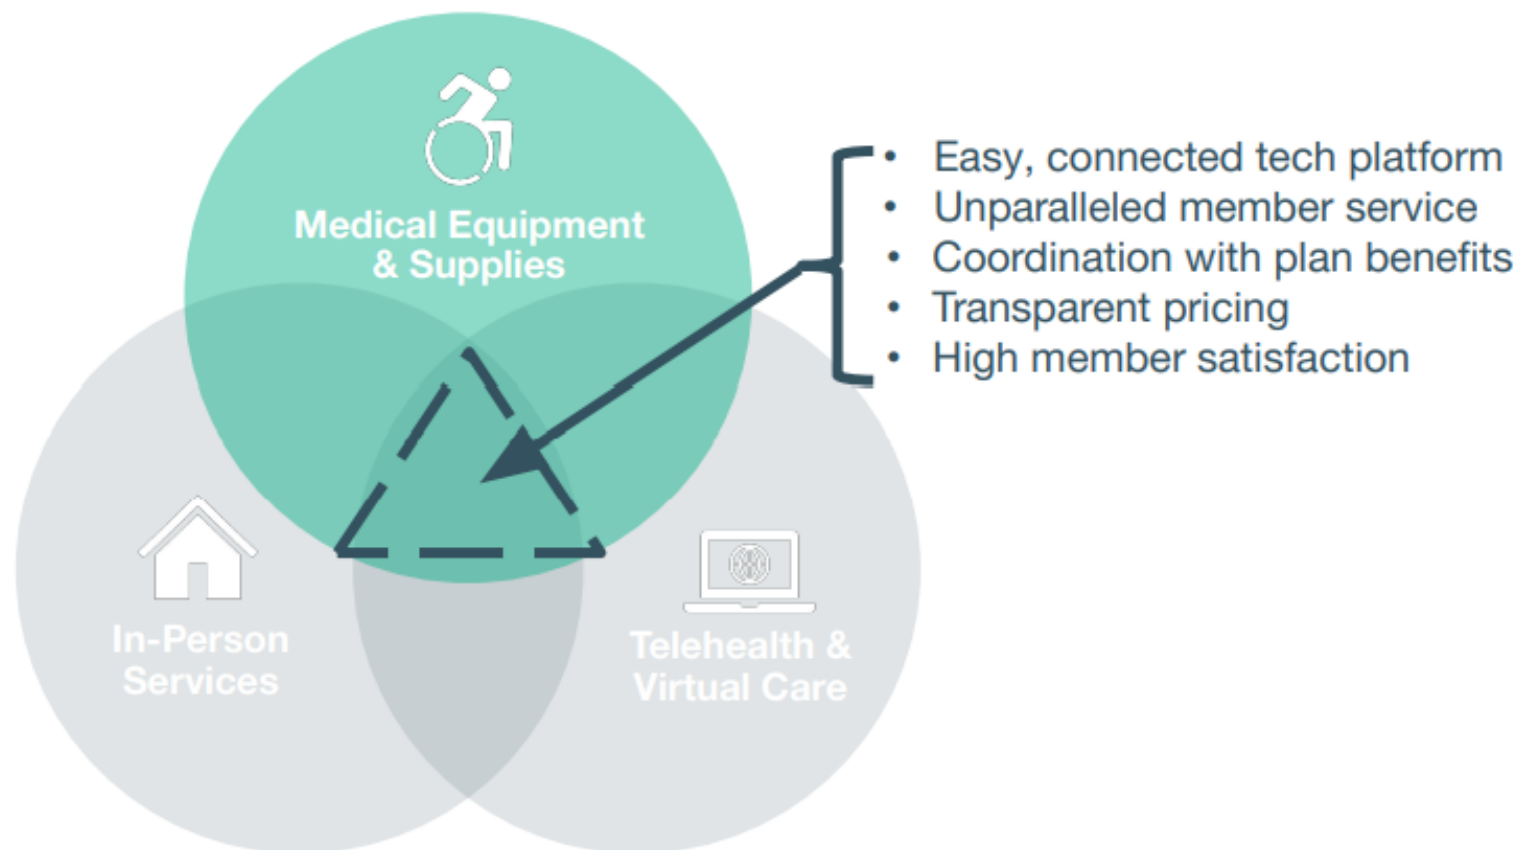 Medical Equipment
& Supplies
• Easy, connected tech platform
• Unparalleled member service
• Coordination with plan benefits
• Transparent pricing
• High member satisfaction
In-Person
Services
Telehealth &
Virtual Care